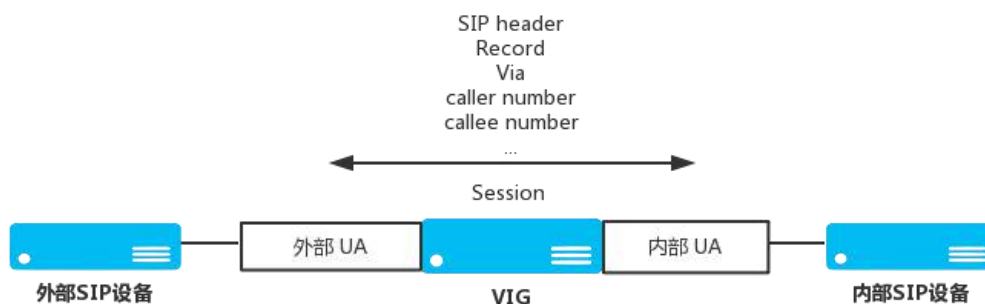 SIP header
Record
Via
caller number
callee number
...
Session
外部 UA
内部 UA
外部SIP设备
VIG
内部SIP设备